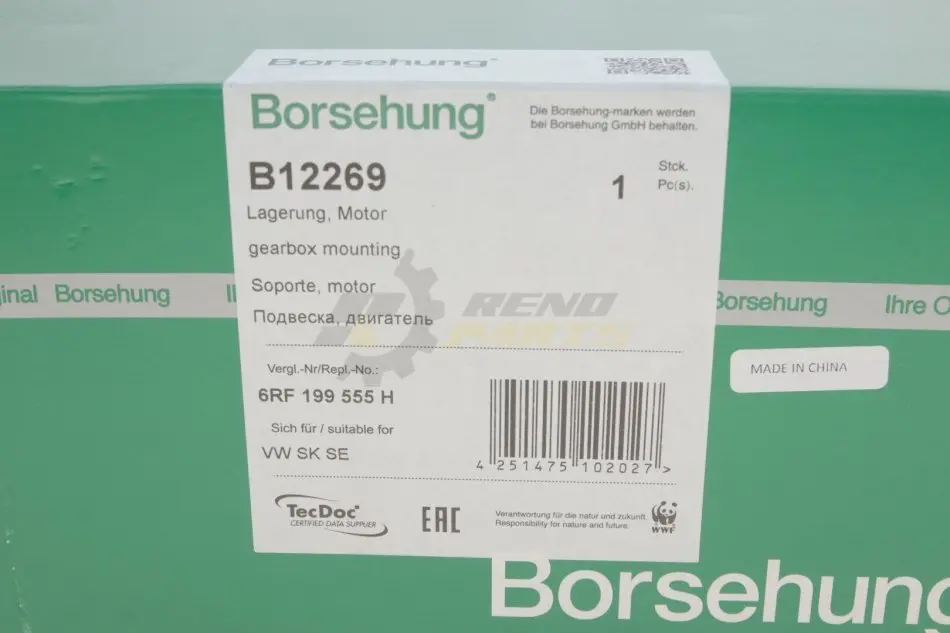 Borsehung®
Borsehung®
Die Borsehung-marken werden
bei Borsehung GmbH behalten.
B12269
1
Stck.
Pc(s).
Lagerung, Motor
gearbox mounting
Soporte, motor
Подвеска, двигатель
RENO
PARTS
inal Borsehung
Borsehung Ihre O
Vergl.-Nr/Repl.-No.:
6RF 199 555 H
Sich für / suitable for
VW SK SE
4 251475 102027 >
MADE IN CHINA
TecDoc®
CERTIFIED DATA SUPPLIER
EAC
Verantwortung für die natur und zukunft.
Responsibility for nature and future.
WWF
Borsehung